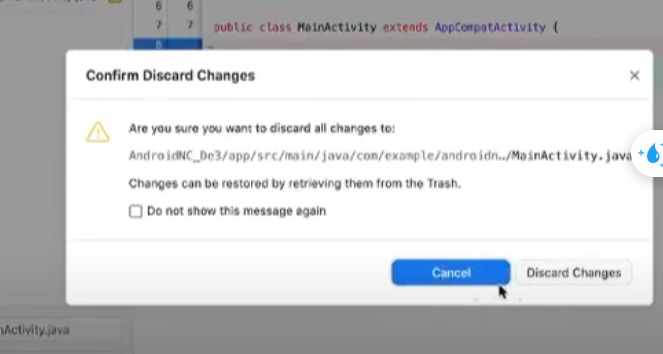 6 6
7 7 public class MainActivity extends AppCompatActivity {
8
Confirm Discard Changes
Are you sure you want to discard all changes to:
AndroidNC_De3/app/src/main/java/com/example/androidn../MainActivity.java
Changes can be restored by retrieving them from the Trash.
Do not show this message again
Cancel
Discard Changes
nActivity.java